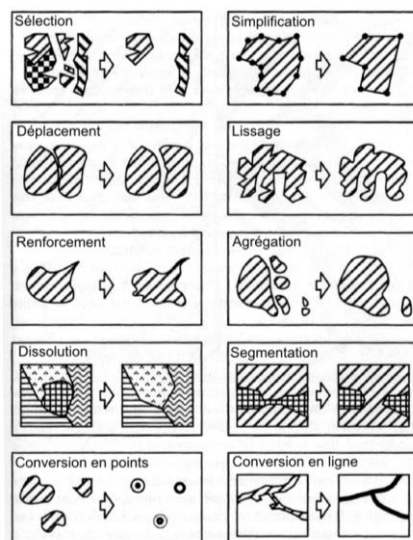 Sélection
Simplification
Déplacement
Lissage
Renforcement
Agrégation
Dissolution
Segmentation
Conversion en points
Conversion en ligne